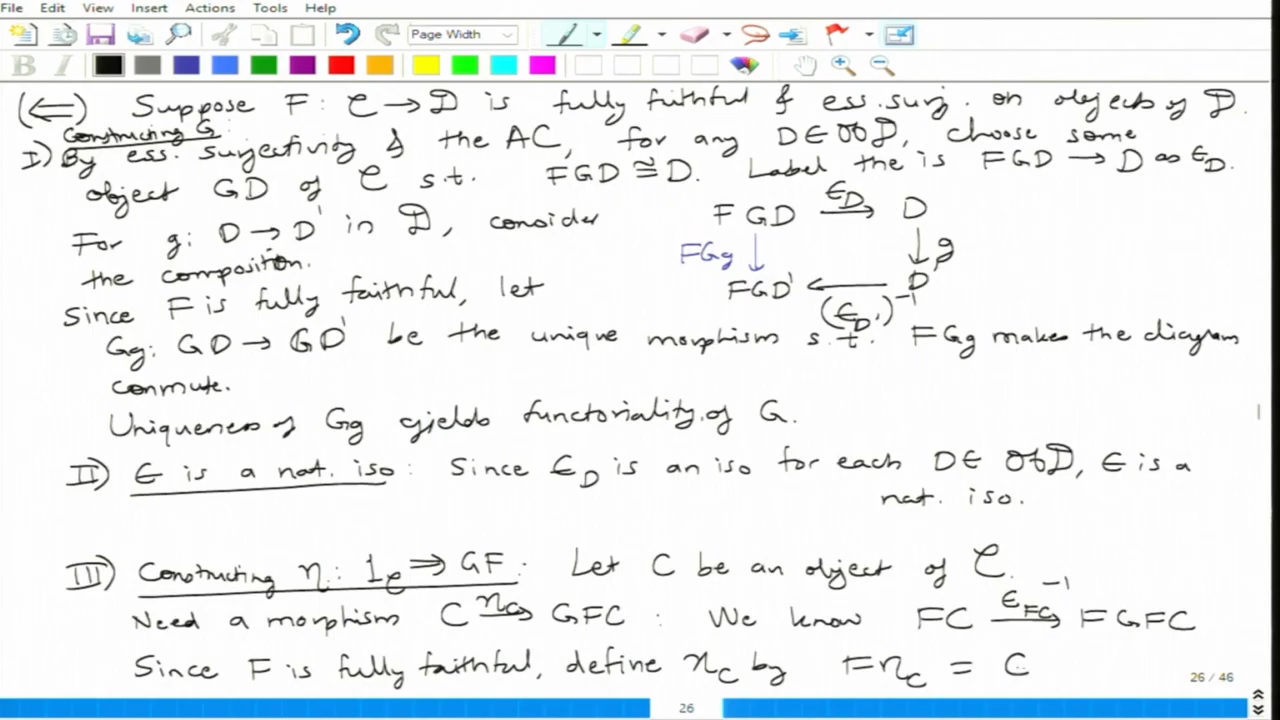 File Edit View Insert Actions Tools Help
Page Width
B I
(⇐) Suppose F: C → D is fully faithful & ess. surj. on objects of D.
Constructing G:
I) By ess. surjectivity & the AC, for any D ∈ Ob D, choose some
object GD of C s.t. FGD ≅ D. Label the is FGD → D as ϵ_D.
For g: D → D' in D, consider
the composition.
FGD —ϵ_D→ D
FGg ↓ ↓ g
FGD' ← D'
(ϵ_D')^-1
Since F is fully faithful, let
Gg: GD → GD' be the unique morphism s.t. FGg makes the diagram
commute.
Uniqueness of Gg yields functoriality of G.
II) ϵ is a nat. iso: Since ϵ_D is an iso for each D ∈ Ob D, ϵ is a
nat. iso.
III) Constructing η: 1_C ⇒ GF: Let C be an object of C.
Need a morphism C —η_C→ GFC : We know FC —ϵ_FC^-1→ FGFC
Since F is fully faithful, define η_C by Fη_C = C
26 / 46
26